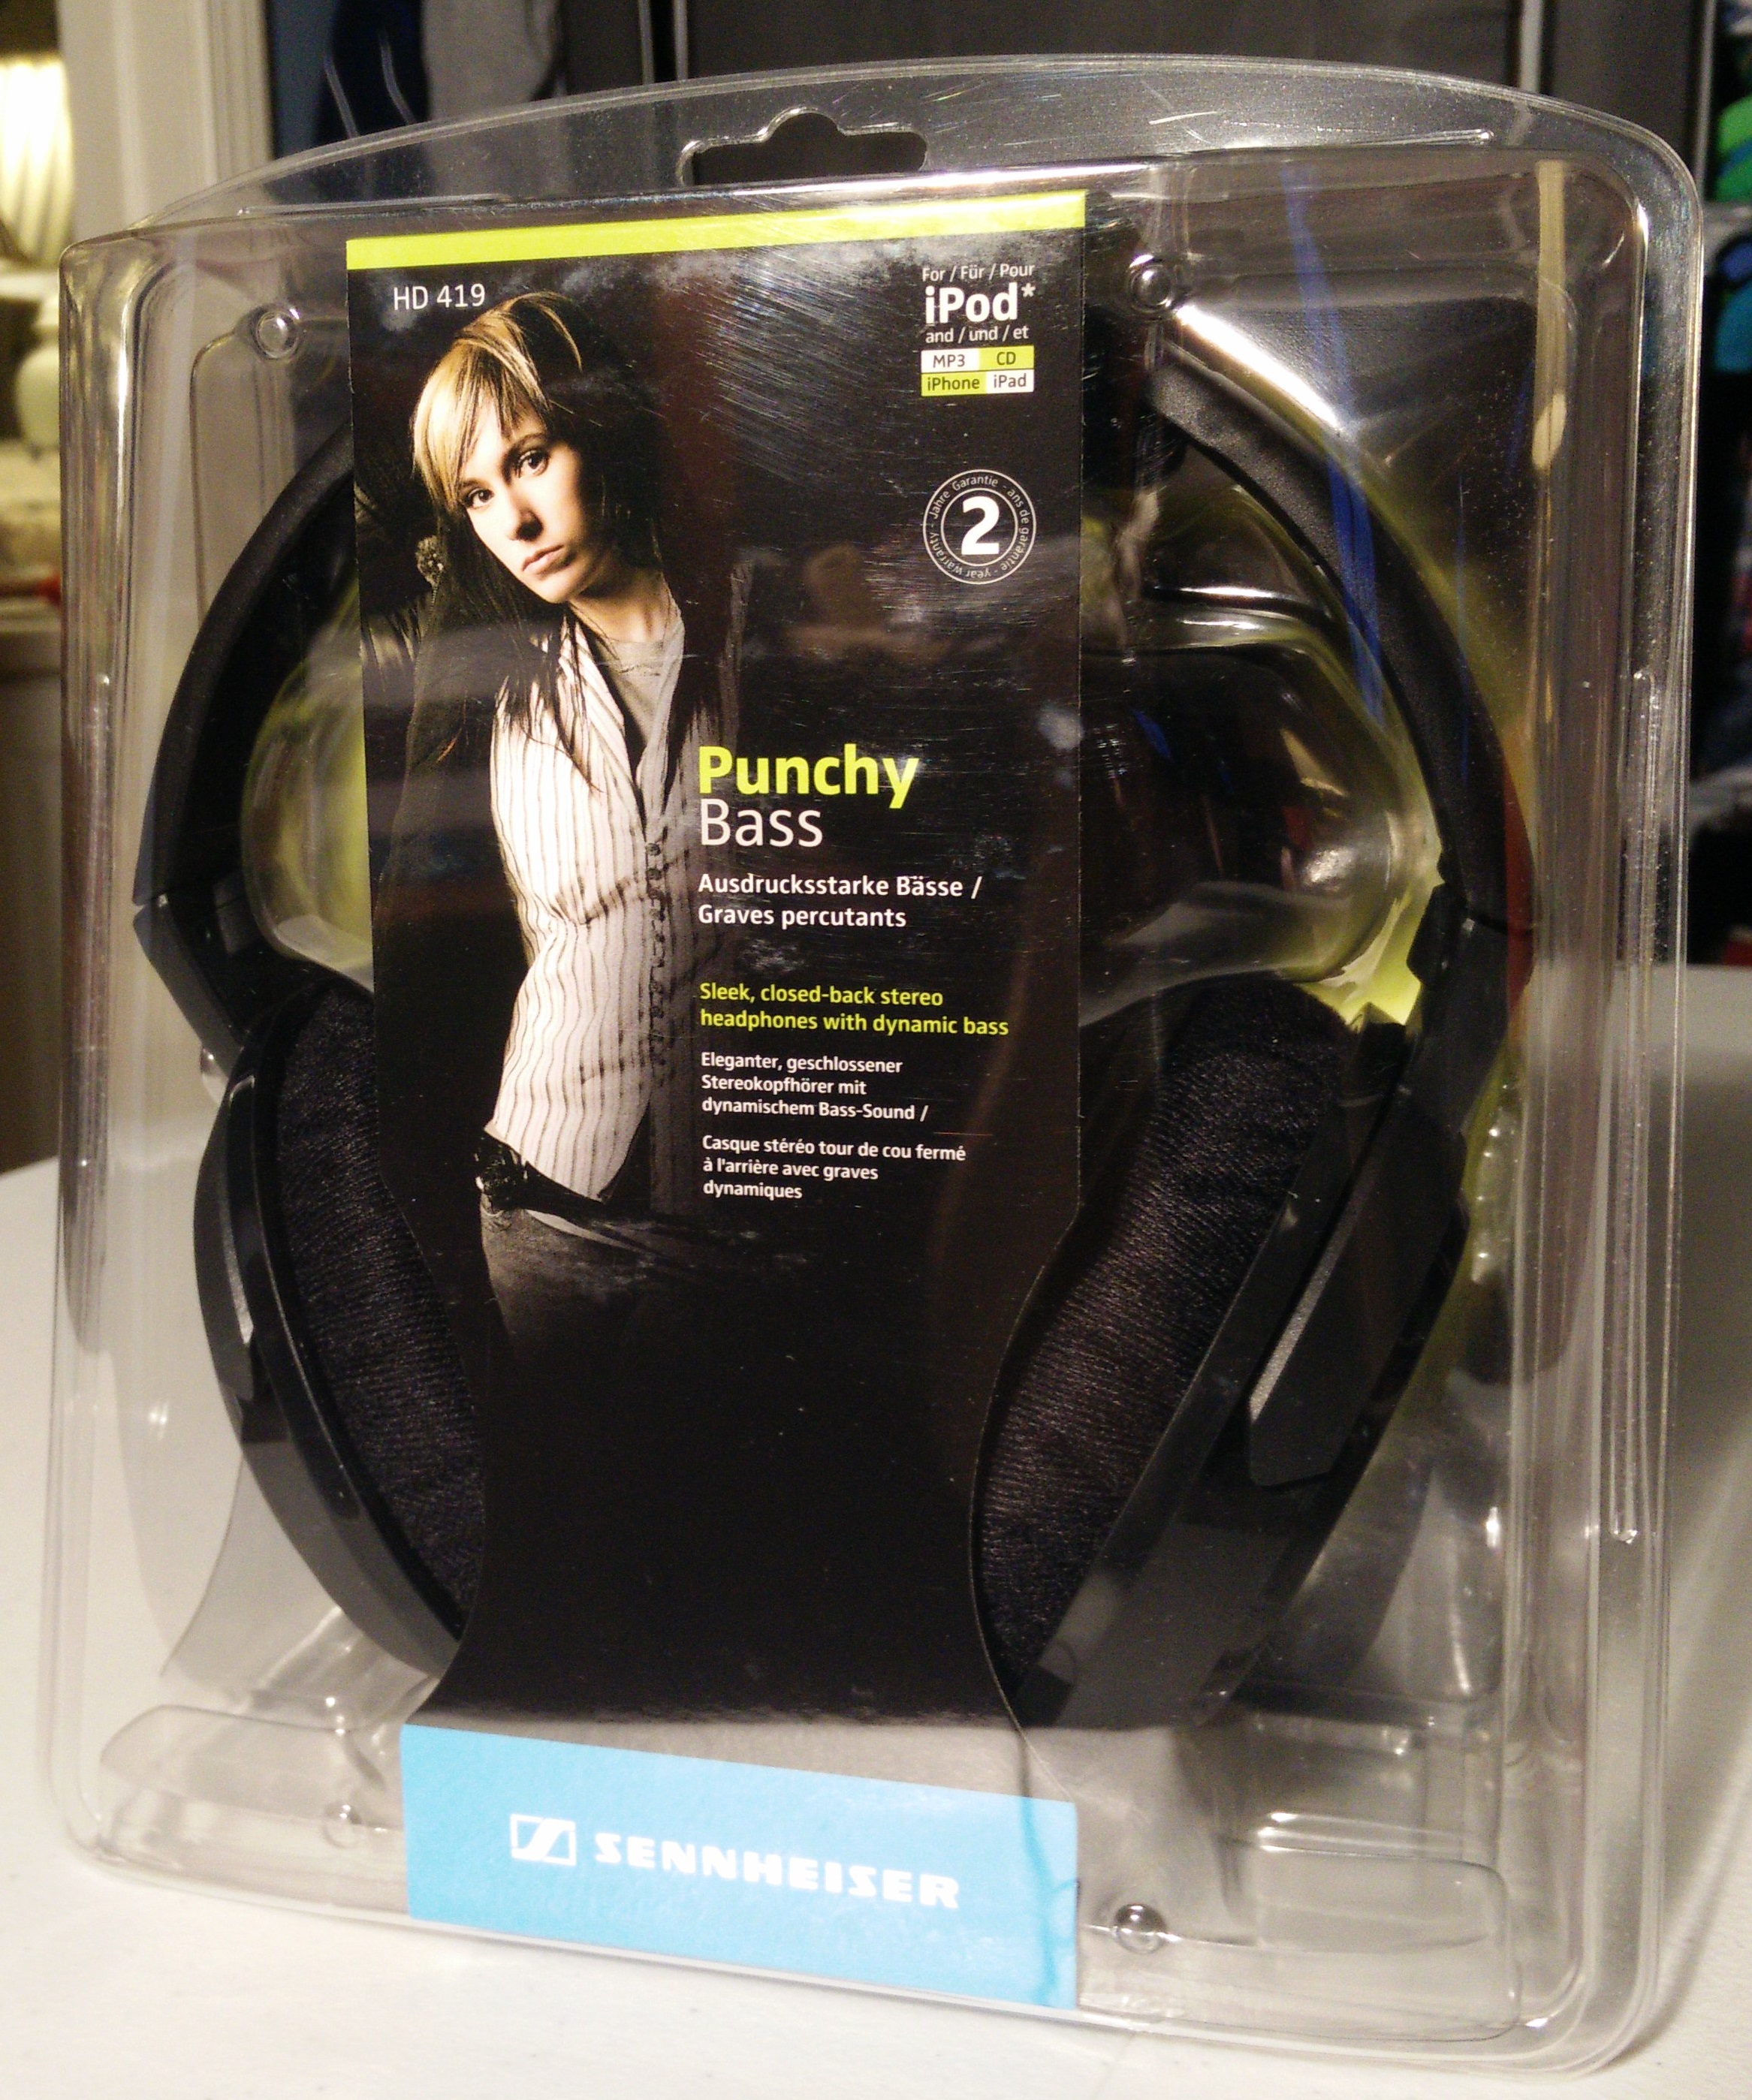 HD 419
For / Für / Pour
iPod*
and / und / et
MP3 CD
iPhone iPad
2
year warranty - Jahre Garantie - ans de garantie -
Punchy
Bass
Ausdrucksstarke Bässe /
Graves percutants
Sleek, closed-back stereo
headphones with dynamic bass
Eleganter, geschlossener
Stereokopfhörer mit
dynamischem Bass-Sound /
Casque stéréo tour de cou fermé
à l'arrière avec graves
dynamiques
SENNHEISER